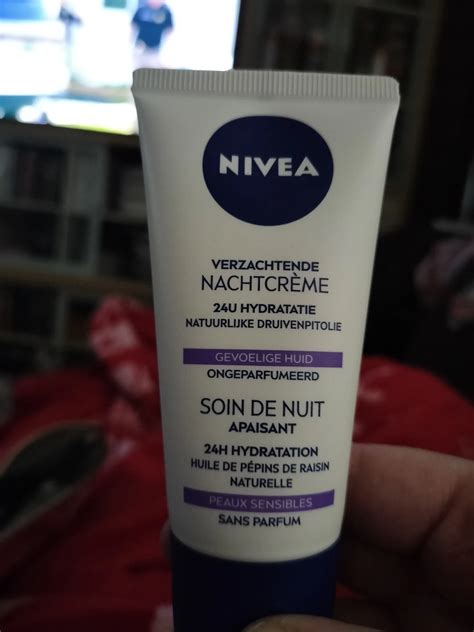 NIVEA
VERZACHTENDE
NACHTCRÈME
24U HYDRATATIE
NATUURLIJKE DRUIVENPITOLIE
GEVOELIGE HUID
ONGEPARFUMEERD
SOIN DE NUIT
APAISANT
24H HYDRATATION
HUILE DE PÉPINS DE RAISIN
NATURELLE
PEAUX SENSIBLES
SANS PARFUM